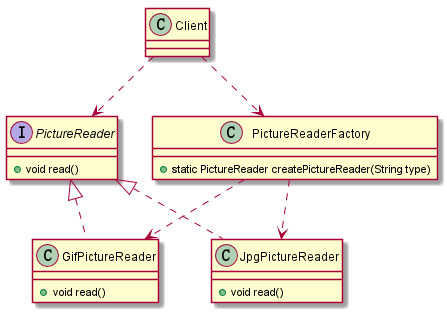 C Client
I PictureReader
void read()
C PictureReaderFactory
static PictureReader createPictureReader(String type)
C GifPictureReader
void read()
C JpgPictureReader
void read()